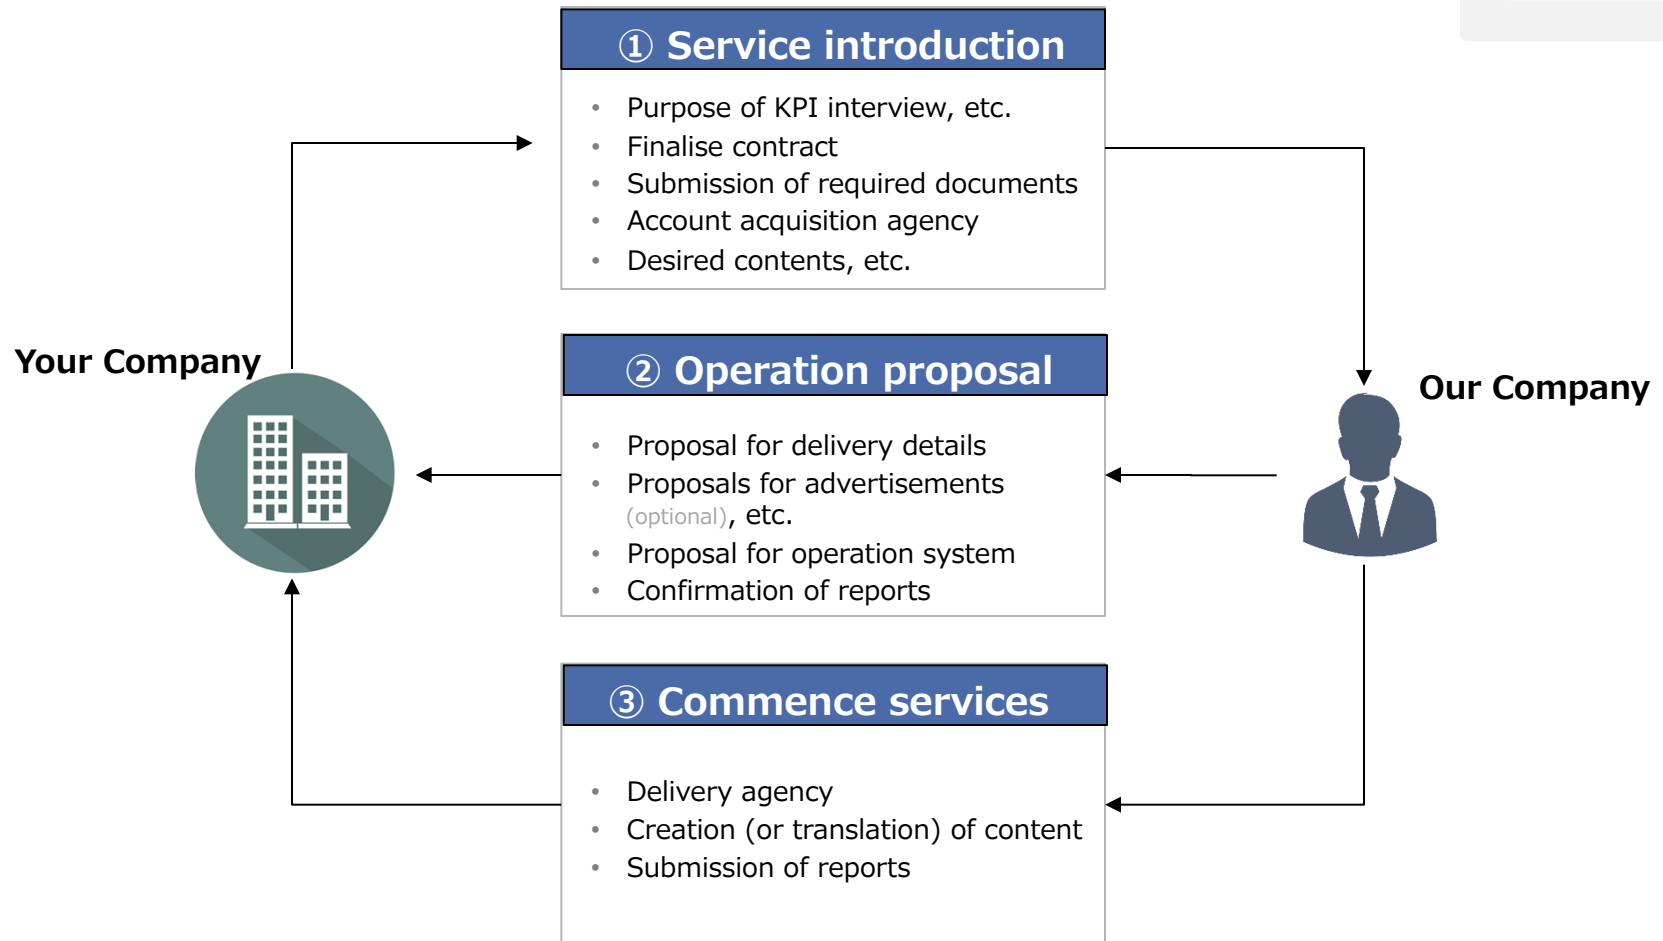 ① Service introduction
• Purpose of KPI interview, etc.
• Finalise contract
• Submission of required documents
• Account acquisition agency
• Desired contents, etc.
Your Company
② Operation proposal
Our Company
• Proposal for delivery details
• Proposals for advertisements
(optional), etc.
• Proposal for operation system
• Confirmation of reports
③ Commence services
• Delivery agency
• Creation (or translation) of content
• Submission of reports